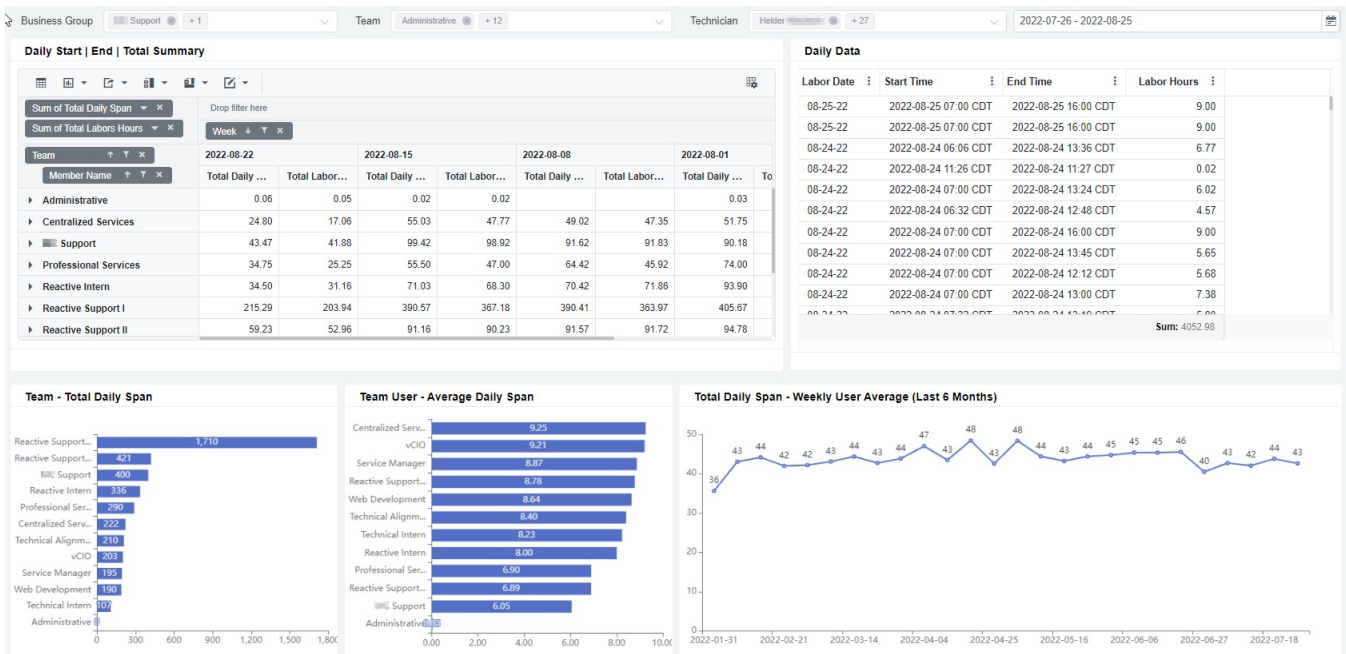 Business Group Support + 1 Team Administrative + 12 Technician Helder + 27 2022-07-26 - 2022-08-25
Daily Start | End | Total Summary
Sum of Total Daily Span
Sum of Total Labors Hours
Drop filter here
Week
Team
Member Name
2022-08-22 2022-08-15 2022-08-08 2022-08-01
Total Daily ... Total Labor... Total Daily ... Total Labor... Total Daily ... Total Labor... Total Daily ... To
Administrative 0.06 0.05 0.02 0.02 0.03
Centralized Services 24.80 17.06 55.03 47.77 49.02 47.35 51.75
Support 43.47 41.88 99.42 98.92 91.62 91.83 90.18
Professional Services 34.75 25.25 55.50 47.00 64.42 45.92 74.00
Reactive Intern 34.50 31.16 71.03 68.30 70.42 71.86 93.90
Reactive Support I 215.29 203.94 390.57 367.18 390.41 363.97 405.67
Reactive Support II 59.23 52.96 91.16 90.23 91.57 91.72 94.78
Daily Data
Labor Date Start Time End Time Labor Hours
08-25-22 2022-08-25 07:00 CDT 2022-08-25 16:00 CDT 9.00
08-25-22 2022-08-25 07:00 CDT 2022-08-25 16:00 CDT 9.00
08-24-22 2022-08-24 06:06 CDT 2022-08-24 13:36 CDT 6.77
08-24-22 2022-08-24 11:26 CDT 2022-08-24 11:27 CDT 0.02
08-24-22 2022-08-24 07:00 CDT 2022-08-24 13:24 CDT 6.02
08-24-22 2022-08-24 06:32 CDT 2022-08-24 12:48 CDT 4.57
08-24-22 2022-08-24 07:00 CDT 2022-08-24 16:00 CDT 9.00
08-24-22 2022-08-24 07:00 CDT 2022-08-24 13:45 CDT 5.65
08-24-22 2022-08-24 07:00 CDT 2022-08-24 12:12 CDT 5.68
08-24-22 2022-08-24 07:00 CDT 2022-08-24 13:00 CDT 7.38
Sum: 4052.98
Team - Total Daily Span
Reactive Support... 1,710
Reactive Support... 421
Support 400
Reactive Intern 336
Professional Ser... 290
Centralized Serv... 222
Technical Alignm... 210
vCIO 203
Service Manager 195
Web Development 190
Technical Intern 107
Administrative 0
0 300 600 900 1,200 1,500 1,800
Team User - Average Daily Span
Centralized Serv... 9.25
vCIO 9.21
Service Manager 8.87
Reactive Support... 8.78
Web Development 8.64
Technical Alignm... 8.40
Technical Intern 8.23
Reactive Intern 8.00
Professional Ser... 6.90
Reactive Support... 6.89
Support 6.05
Administrative
0.00 2.00 4.00 6.00 8.00 10.00
Total Daily Span - Weekly User Average (Last 6 Months)
50
40
30
20
10
0
36 43 44 42 42 43 44 43 44 47 43 48 43 48 44 43 44 45 45 45 46 40 43 42 44 43
2022-01-31 2022-02-21 2022-03-14 2022-04-04 2022-04-25 2022-05-16 2022-06-06 2022-06-27 2022-07-18